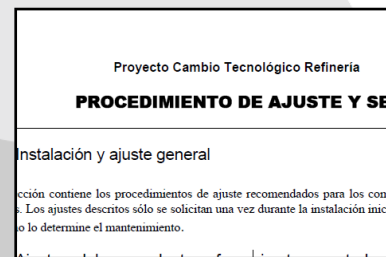 Proyecto Cambio Tecnológico Refinería
PROCEDIMIENTO DE AJUSTE Y SE
Instalación y ajuste general
cción contiene los procedimientos de ajuste recomendados para los con
s. Los ajustes descritos sólo se solicitan una vez durante la instalación inic
o lo determine el mantenimiento.